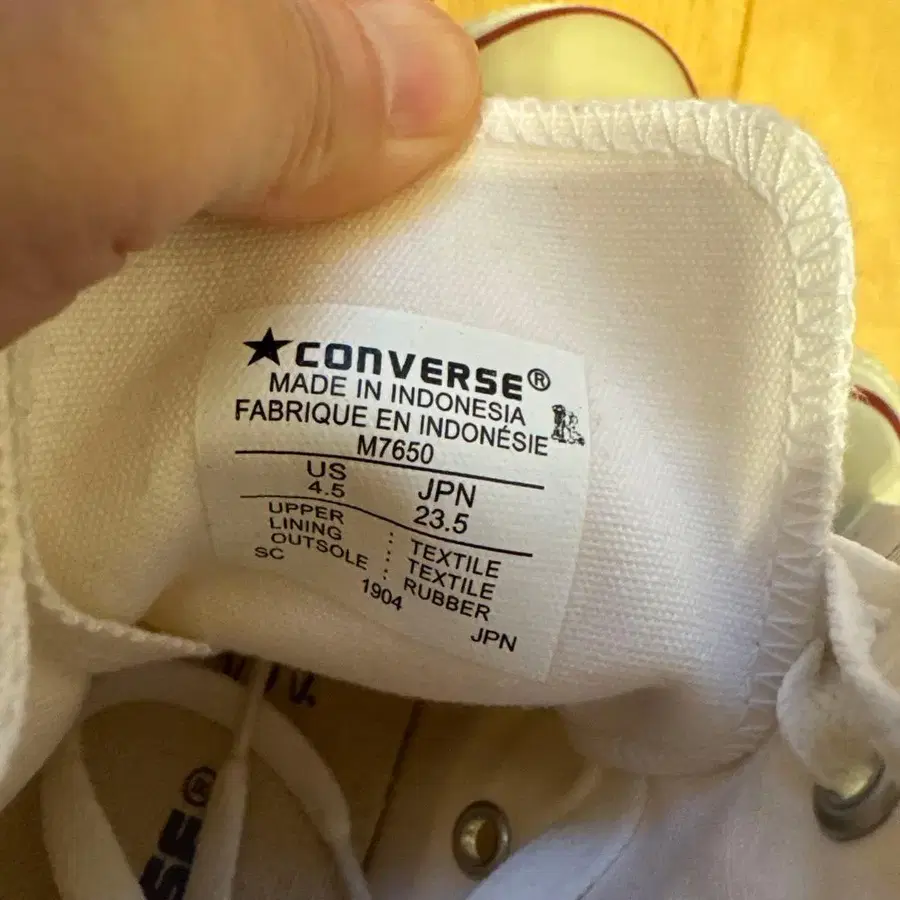 ★CONVERSE®
MADE IN INDONESIA
FABRIQUE EN INDONÉSIE
M7650
US JPN
4.5 23.5
UPPER : TEXTILE
LINING : TEXTILE
OUTSOLE : RUBBER
SC 1904 JPN
SE®